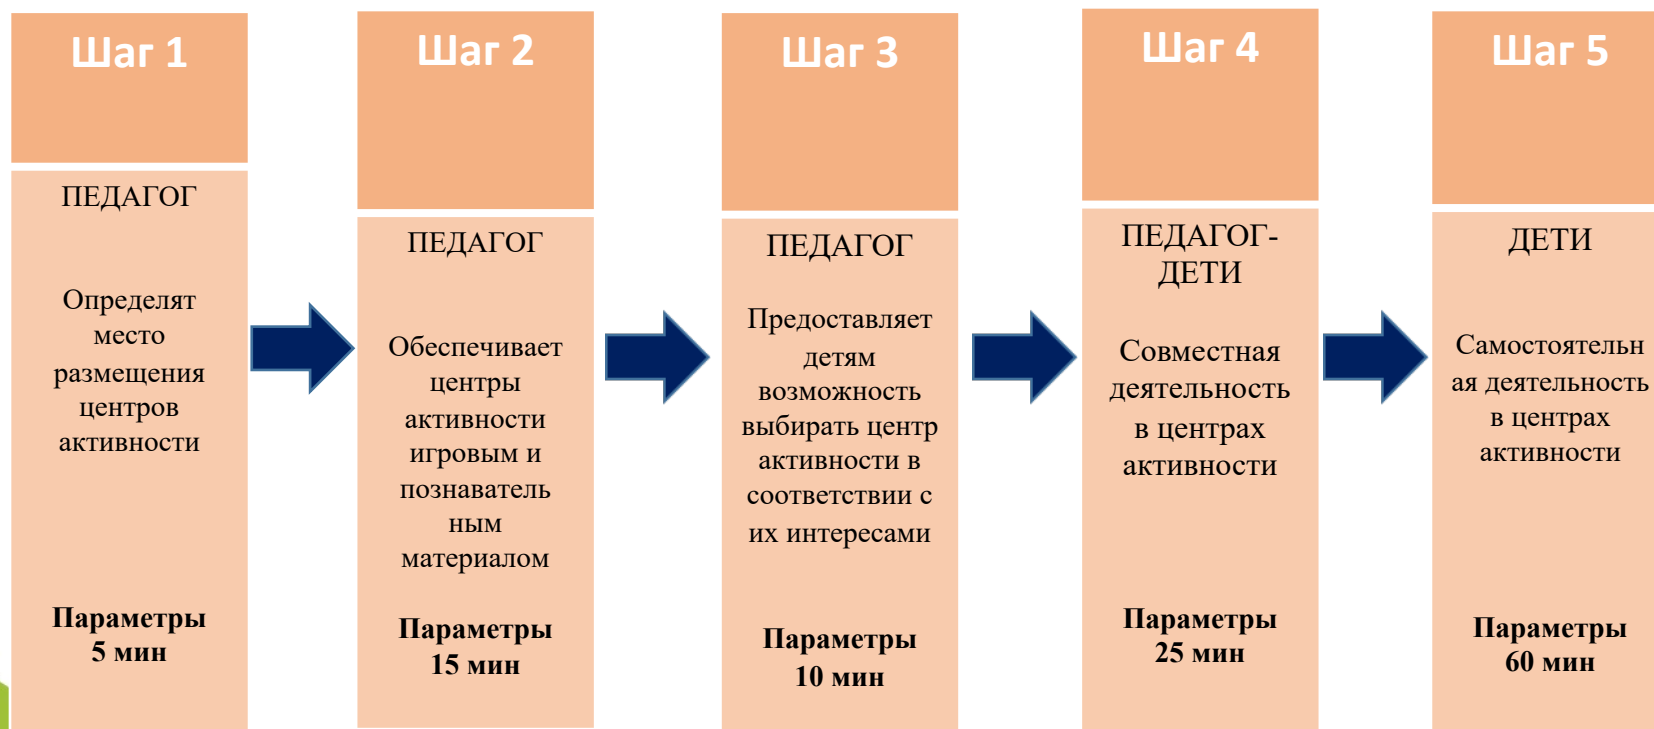 Шаг 1
ПЕДАГОГ
Определят
место
размещения
центров
активности
Параметры
5 мин
Шаг 2
ПЕДАГОГ
Обеспечивает
центры
активности
игровым и
познаватель
ным
материалом
Параметры
15 мин
Шаг 3
ПЕДАГОГ
Предоставляет
детям
возможность
выбирать центр
активности в
соответствии с
их интересами
Параметры
10 мин
Шаг 4
ПЕДАГОГ-
ДЕТИ
Совместная
деятельность
в центрах
активности
Параметры
25 мин
Шаг 5
ДЕТИ
Самостоятельн
ая деятельность
в центрах
активности
Параметры
60 мин